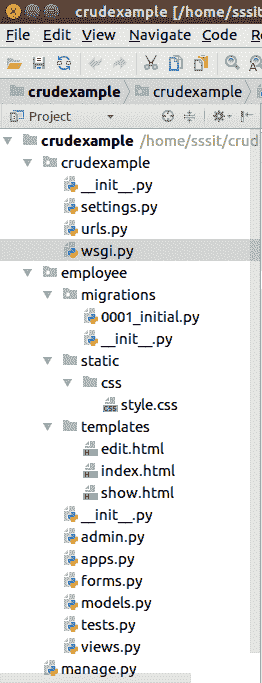 crudexample [/home/sssit/
File Edit View Navigate Code Re
crudexample crudexample
Project
crudexample /home/sssit/crud
crudexample
__init__.py
settings.py
urls.py
wsgi.py
employee
migrations
0001_initial.py
__init__.py
static
css
style.css
templates
edit.html
index.html
show.html
__init__.py
admin.py
apps.py
forms.py
models.py
tests.py
views.py
manage.py